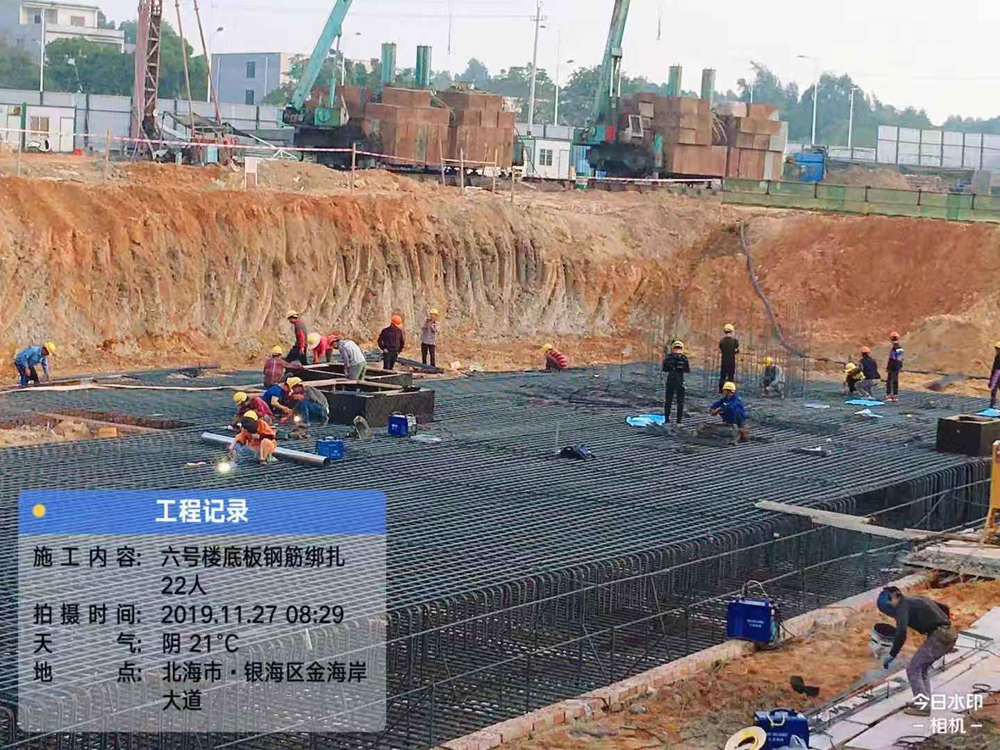 工程记录
施工内容: 六号楼底板钢筋绑扎
22人
拍摄时间: 2019.11.27 08:29
天气: 阴 21℃
地点: 北海市·银海区金海岸
大道
今日水印
- 相机 -